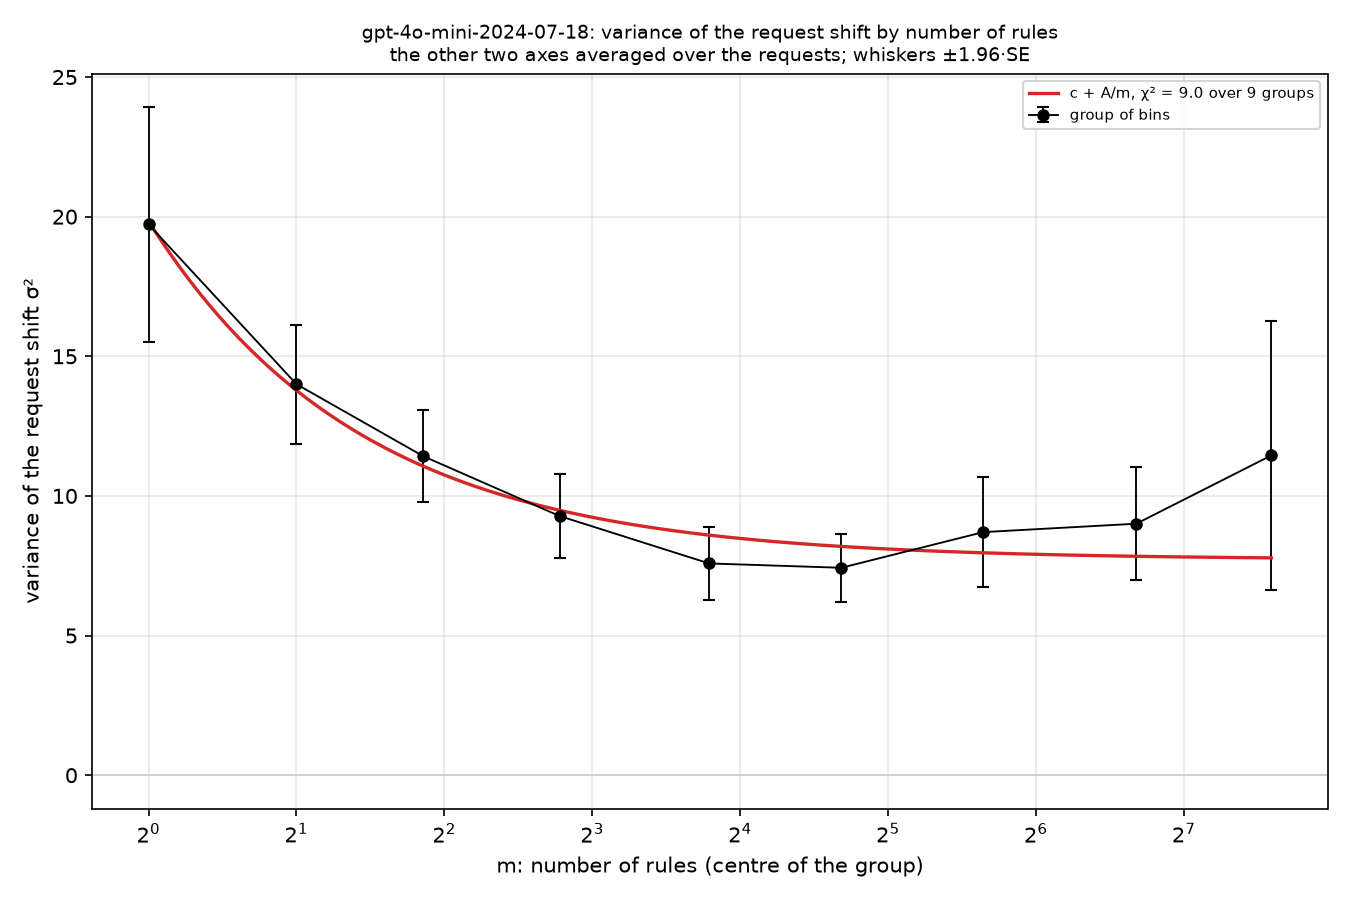 gpt-4o-mini-2024-07-18: variance of the request shift by number of rules
the other two axes averaged over the requests; whiskers ±1.96·SE
c + A/m, χ² = 9.0 over 9 groups
group of bins
variance of the request shift σ²
25
20
15
10
5
0
2⁰ 2¹ 2² 2³ 2⁴ 2⁵ 2⁶ 2⁷
m: number of rules (centre of the group)